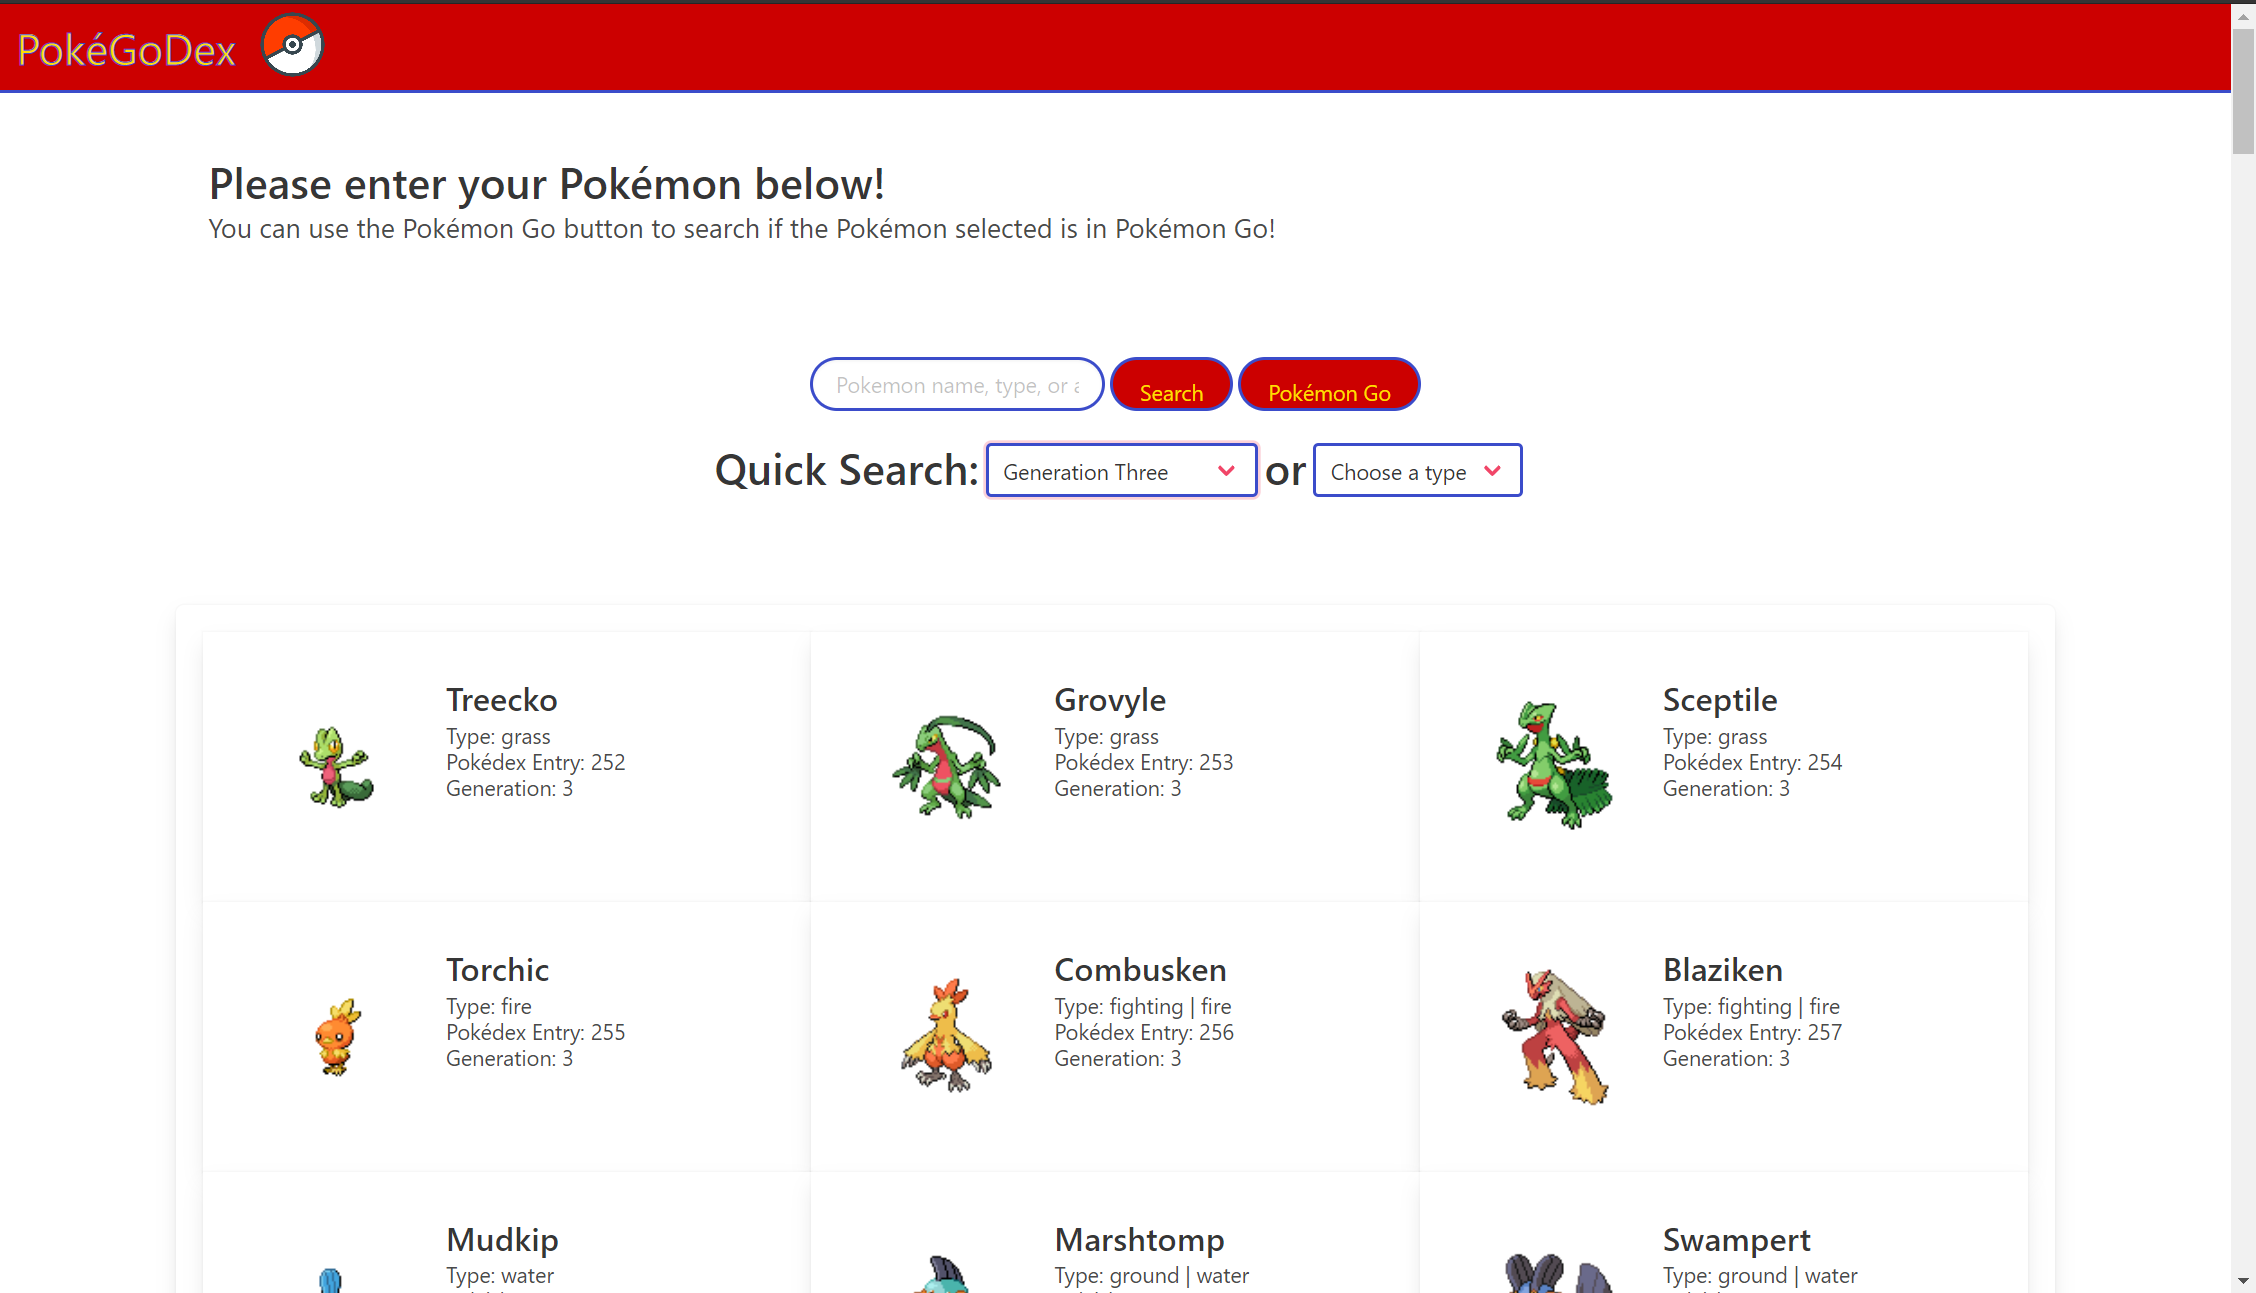 PokéGoDex
Please enter your Pokémon below!
You can use the Pokémon Go button to search if the Pokémon selected is in Pokémon Go!
Pokemon name, type, or
Search
Pokémon Go
Quick Search:
Generation Three
or
Choose a type
Treecko
Type: grass
Pokédex Entry: 252
Generation: 3
Grovyle
Type: grass
Pokédex Entry: 253
Generation: 3
Sceptile
Type: grass
Pokédex Entry: 254
Generation: 3
Torchic
Type: fire
Pokédex Entry: 255
Generation: 3
Combusken
Type: fighting | fire
Pokédex Entry: 256
Generation: 3
Blaziken
Type: fighting | fire
Pokédex Entry: 257
Generation: 3
Mudkip
Type: water
Marshtomp
Type: ground | water
Swampert
Type: ground | water